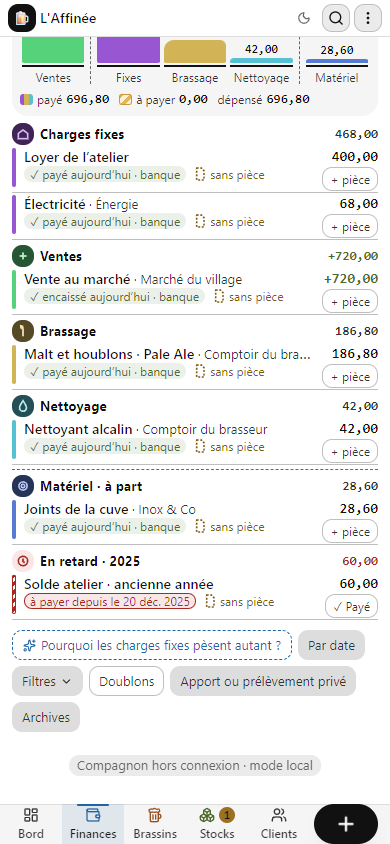 L'Affinée
42,00
28,60
Ventes Fixes Brassage Nettoyage Matériel
payé 696,80 à payer 0,00 dépensé 696,80
Charges fixes 468,00
Loyer de l'atelier 400,00
✓ payé aujourd'hui · banque sans pièce + pièce
Électricité · Énergie 68,00
✓ payé aujourd'hui · banque sans pièce + pièce
Ventes +720,00
Vente au marché · Marché du village +720,00
✓ encaissé aujourd'hui · banque sans pièce + pièce
Brassage 186,80
Malt et houblons · Pale Ale · Comptoir du bra... 186,80
✓ payé aujourd'hui · banque sans pièce + pièce
Nettoyage 42,00
Nettoyant alcalin · Comptoir du brasseur 42,00
✓ payé aujourd'hui · banque sans pièce + pièce
Matériel · à part 28,60
Joints de la cuve · Inox & Co 28,60
✓ payé aujourd'hui · banque sans pièce + pièce
En retard · 2025 60,00
Solde atelier · ancienne année 60,00
à payer depuis le 20 déc. 2025 sans pièce ✓ Payé
Pourquoi les charges fixes pèsent autant ? Par date
Filtres Doublons Apport ou prélèvement privé
Archives
Compagnon hors connexion · mode local
1
Bord Finances Brassins Stocks Clients +